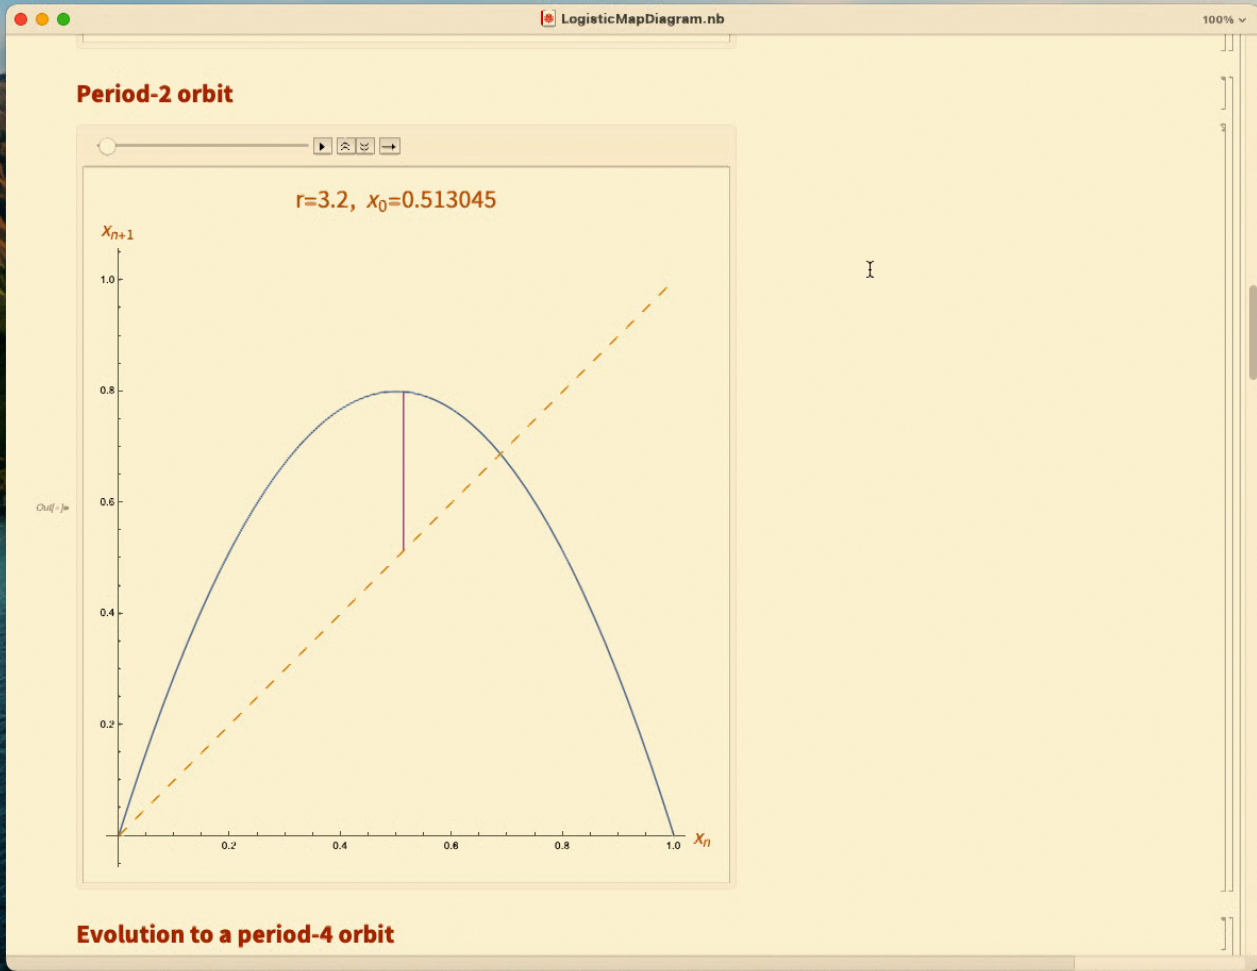 LogisticMapDiagram.nb
100%
Period-2 orbit
r=3.2, x0=0.513045
xn+1
1.0
0.8
0.6
0.4
0.2
0.2 0.4 0.6 0.8 1.0
xn
Evolution to a period-4 orbit